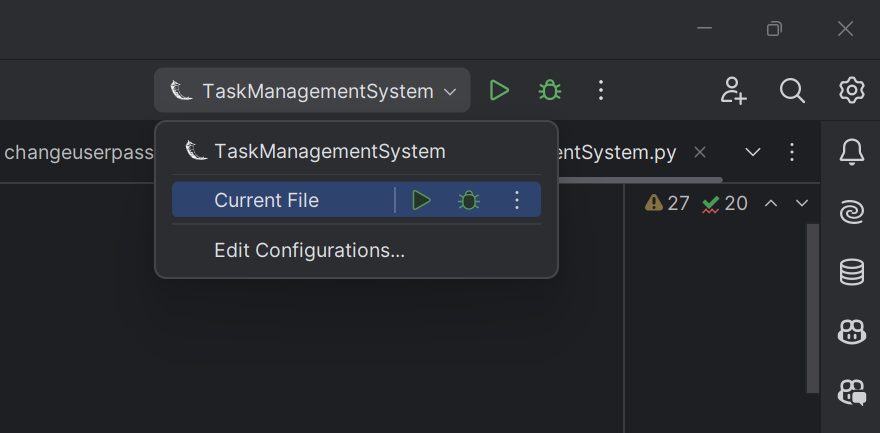 TaskManagementSystem
changeuserpass
TaskManagementSystem
entSystem.py
Current File
27
20
Edit Configurations...